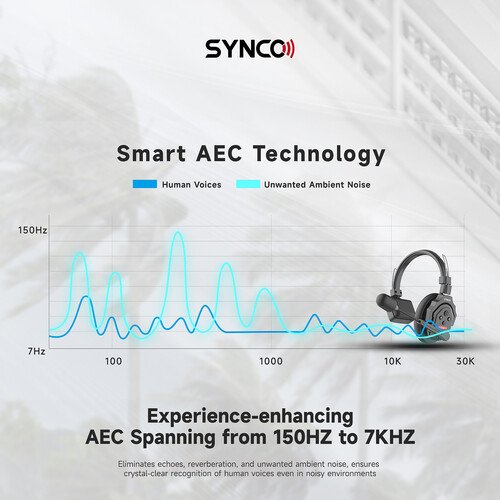 SYNCO
Smart AEC Technology
Human Voices
Unwanted Ambient Noise
150Hz
7Hz
100
1000
10K
30K
Experience-enhancing
AEC Spanning from 150HZ to 7KHZ
Eliminates echoes, reverberation, and unwanted ambient noise, ensures
crystal-clear recognition of human voices even in noisy environments